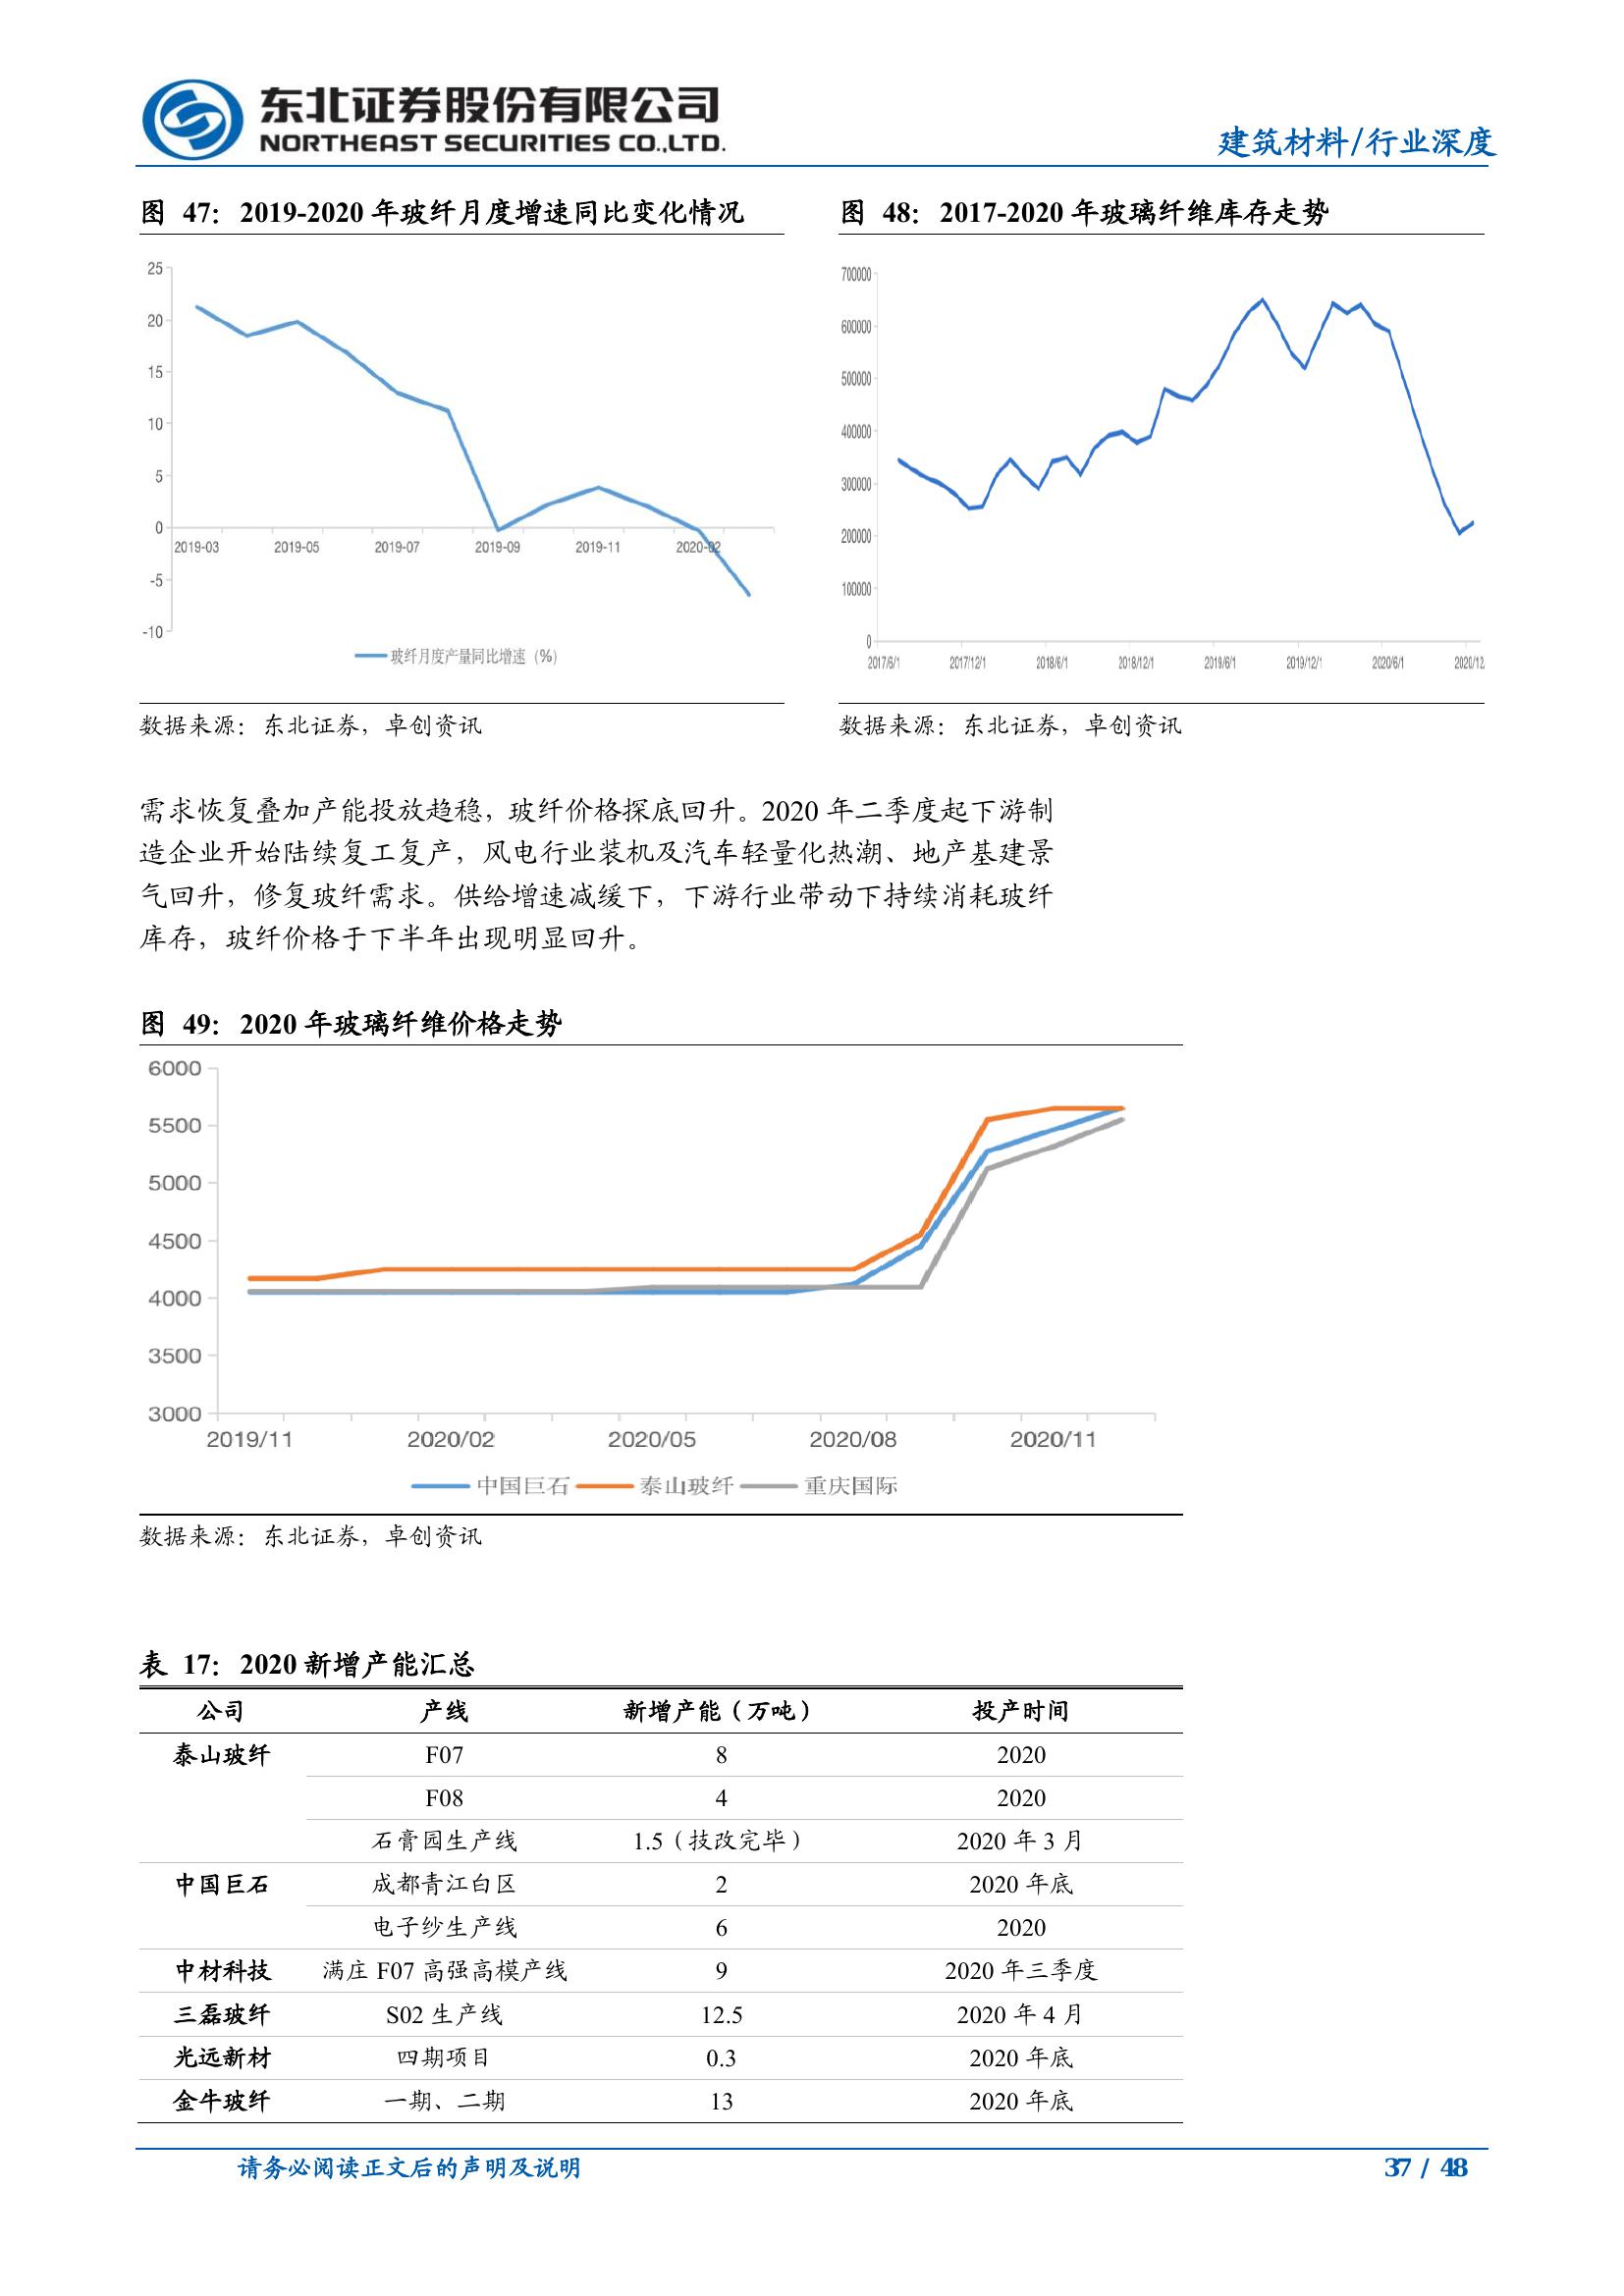 东北证券股份有限公司
NORTHEAST SECURITIES CO.,LTD.
建筑材料/行业深度
图 47：2019-2020 年玻纤月度增速同比变化情况
25
20
15
10
5
0
-5
-10
2019-03 2019-05 2019-07 2019-09 2019-11 2020-02
玻纤月度产量同比增速（%）
数据来源：东北证券，卓创资讯
图 48：2017-2020 年玻璃纤维库存走势
700000
600000
500000
400000
300000
200000
100000
0
2017/6/1 2017/12/1 2018/6/1 2018/12/1 2019/6/1 2019/12/1 2020/6/1 2020/12/
数据来源：东北证券，卓创资讯
需求恢复叠加产能投放趋稳，玻纤价格探底回升。2020 年二季度起下游制
造企业开始陆续复工复产，风电行业装机及汽车轻量化热潮、地产基建景
气回升，修复玻纤需求。供给增速减缓下，下游行业带动下持续消耗玻纤
库存，玻纤价格于下半年出现明显回升。
图 49：2020 年玻璃纤维价格走势
6000
5500
5000
4500
4000
3500
3000
2019/11 2020/02 2020/05 2020/08 2020/11
中国巨石 泰山玻纤 重庆国际
数据来源：东北证券，卓创资讯
表 17：2020 新增产能汇总
公司 产线 新增产能（万吨） 投产时间
泰山玻纤 F07 8 2020
F08 4 2020
石膏园生产线 1.5（技改完毕） 2020 年 3 月
中国巨石 成都青江白区 2 2020 年底
电子纱生产线 6 2020
中材科技 满庄 F07 高强高模产线 9 2020 年三季度
三磊玻纤 S02 生产线 12.5 2020 年 4 月
光远新材 四期项目 0.3 2020 年底
金牛玻纤 一期、二期 13 2020 年底
请务必阅读正文后的声明及说明
37 / 48